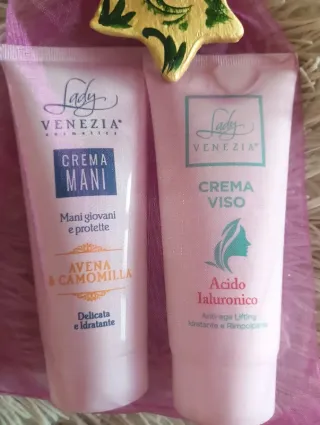 Lady
VENEZIA
cosmetics
CREMA
MANI
Mani giovani
e protette
AVENA
& CAMOMILLA
Delicata
e Idratante
Lady
VENEZIA
CREMA
VISO
Acido
Ialuronico
Anti-age Lifting
Idratante e Rimpolpante